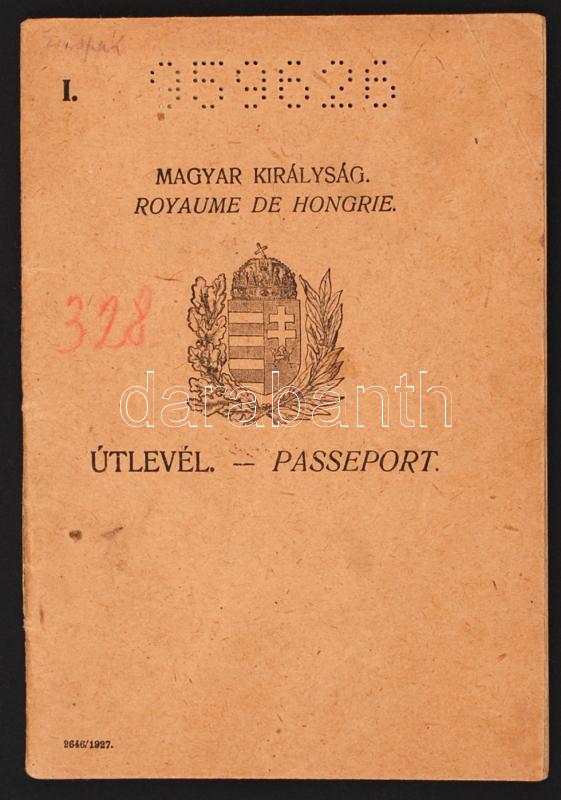 I. 959626
MAGYAR KIRÁLYSÁG.
ROYAUME DE HONGRIE.
328
darabanth
ÚTLEVÉL. — PASSEPORT.
2646/1927.